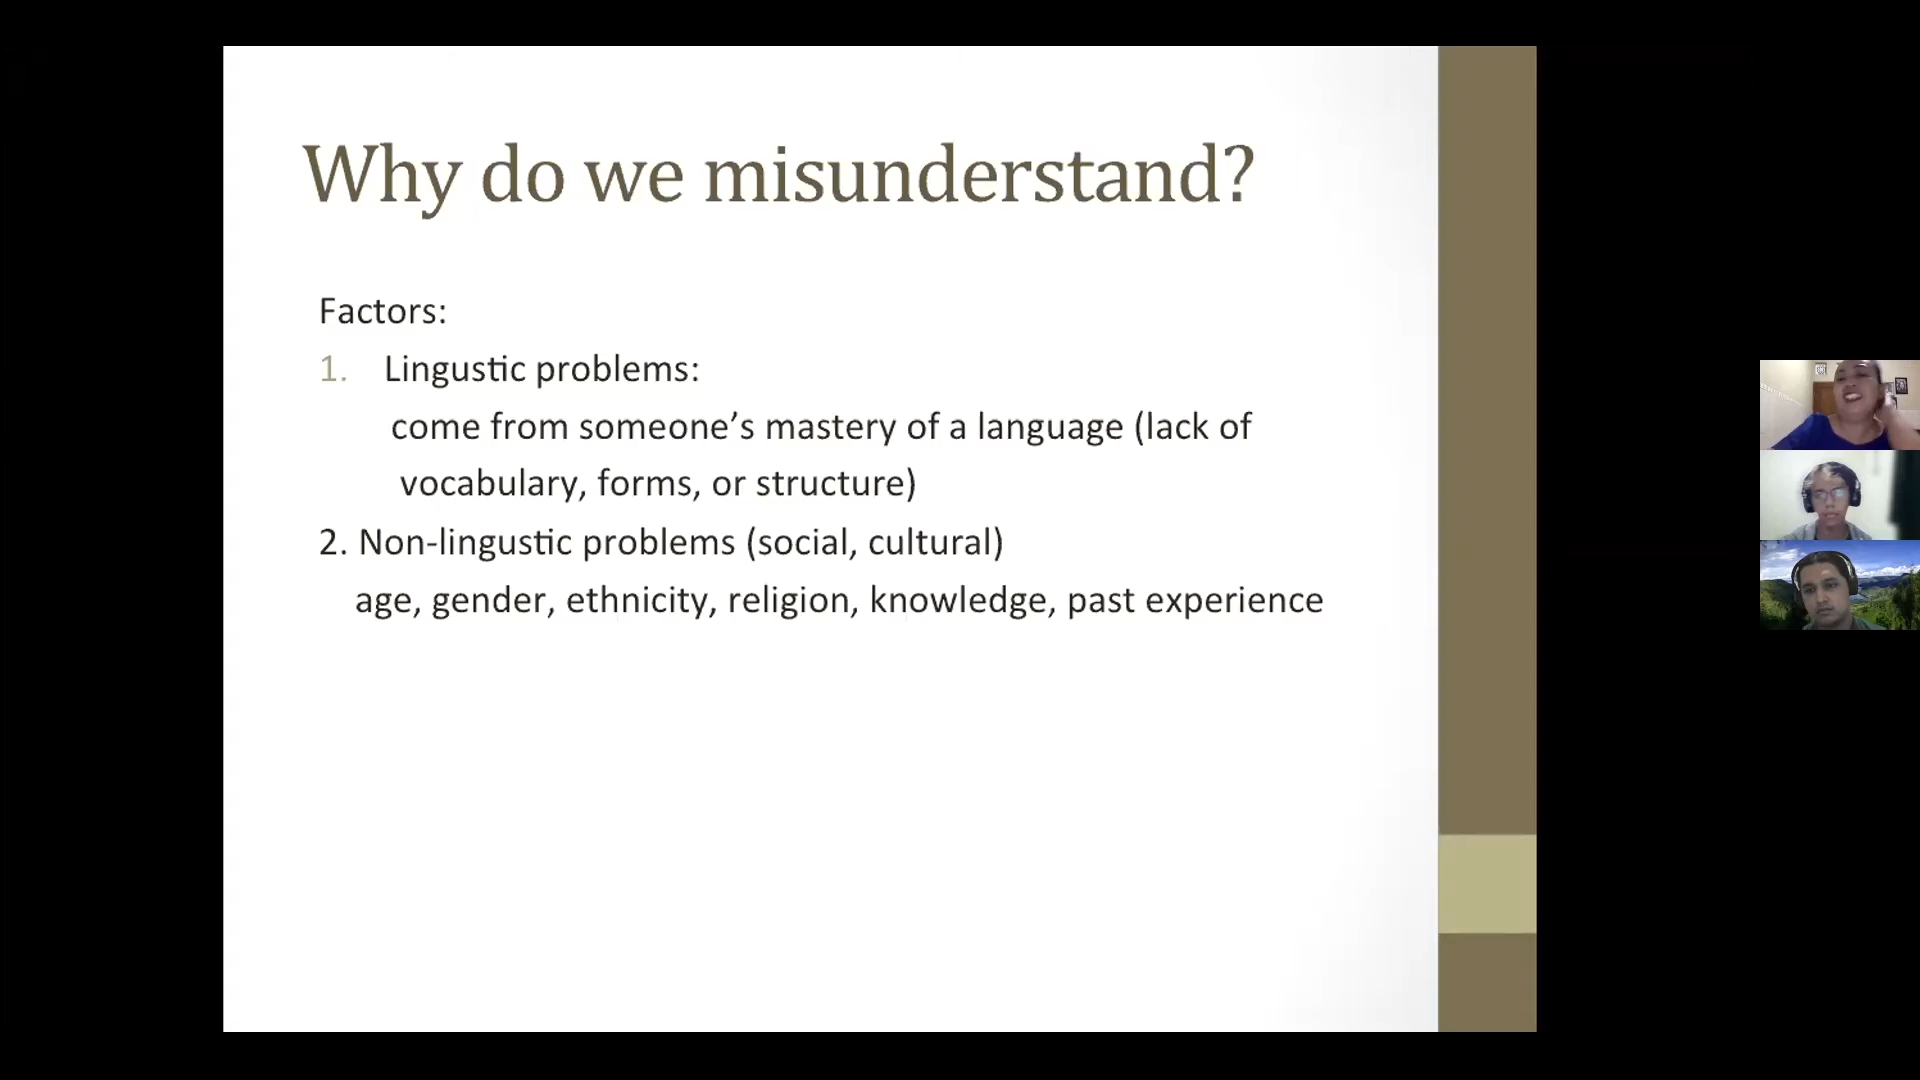 Why do we misunderstand?
Factors:
1. Lingustic problems:
come from someone’s mastery of a language (lack of
vocabulary, forms, or structure)
2. Non-lingustic problems (social, cultural)
age, gender, ethnicity, religion, knowledge, past experience